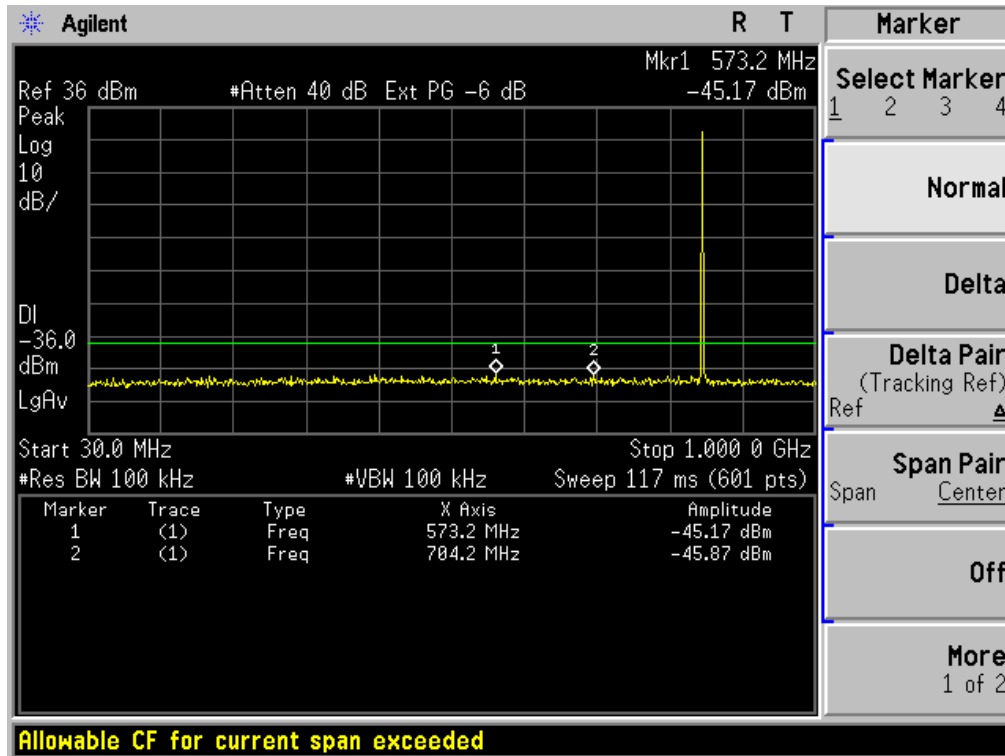 Agilent R T
Mkr1 573.2 MHz
Ref 36 dBm #Atten 40 dB Ext PG -6 dB -45.17 dBm
Peak
Log
10
dB/
DI
-36.0
dBm
LgAv
1 2
Start 30.0 MHz Stop 1.000 0 GHz
#Res BW 100 kHz #VBW 100 kHz Sweep 117 ms (601 pts)
Marker Trace Type X Axis Amplitude
1 (1) Freq 573.2 MHz -45.17 dBm
2 (1) Freq 704.2 MHz -45.87 dBm
Allowable CF for current span exceeded
Marker
Select Marker
1 2 3 4
Normal
Delta
Delta Pair
(Tracking Ref)
Ref Δ
Span Pair
Span Center
Off
More
1 of 2